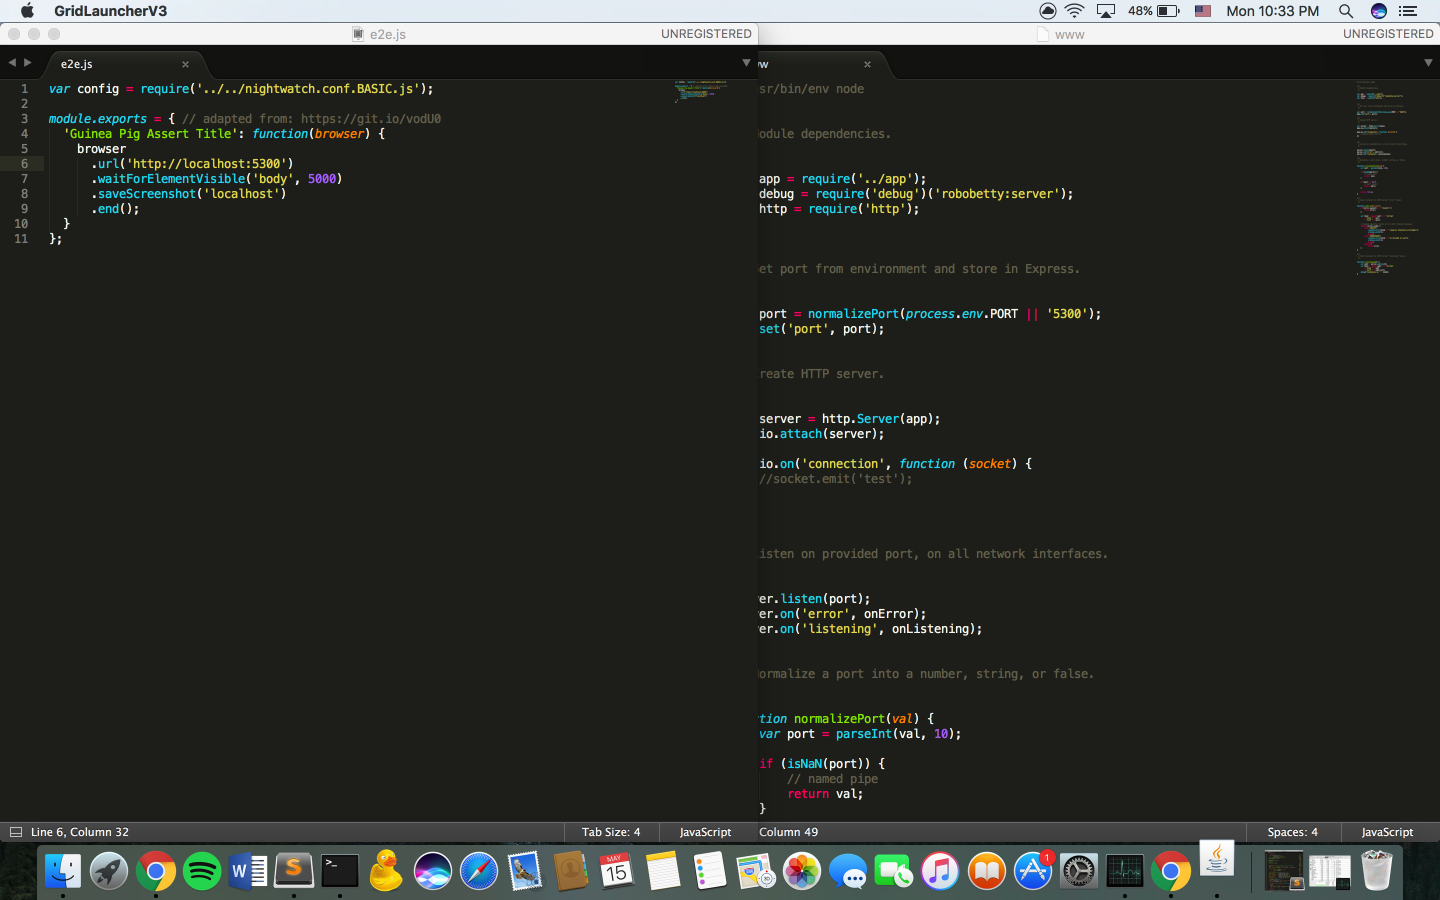 GridLauncherV3
48%
Mon 10:33 PM
e2e.js
UNREGISTERED
www
UNREGISTERED
e2e.js
×
ww
×
1 var config = require('../../nightwatch.conf.BASIC.js');
2
3 module.exports = { // adapted from: https://git.io/vodU0
4 'Guinea Pig Assert Title': function(browser) {
5 browser
6 .url('http://localhost:5300')
7 .waitForElementVisible('body', 5000)
8 .saveScreenshot('localhost')
9 .end();
10 }
11 };
sr/bin/env node
odule dependencies.
app = require('../app');
debug = require('debug')('robobetty:server');
http = require('http');
et port from environment and store in Express.
port = normalizePort(process.env.PORT || '5300');
set('port', port);
reate HTTP server.
server = http.Server(app);
io.attach(server);
io.on('connection', function (socket) {
//socket.emit('test');
isten on provided port, on all network interfaces.
er.listen(port);
er.on('error', onError);
er.on('listening', onListening);
ormalize a port into a number, string, or false.
tion normalizePort(val) {
var port = parseInt(val, 10);
if (isNaN(port)) {
// named pipe
return val;
}
Line 6, Column 32
Tab Size: 4
JavaScript
Column 49
Spaces: 4
JavaScript
MAY
15
1